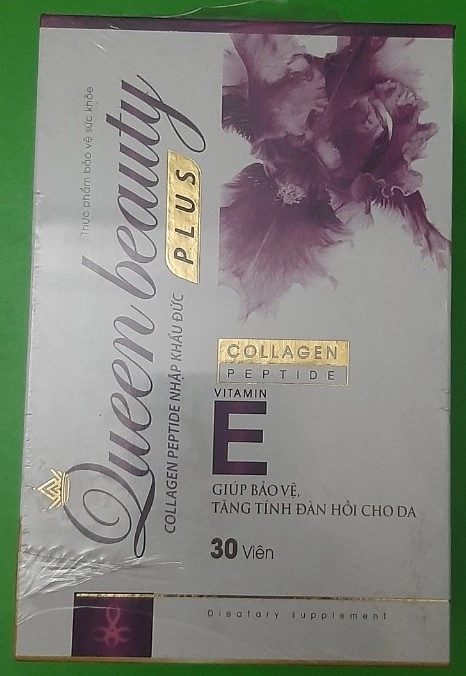 Thực phẩm bảo vệ sức khỏe
Queen beauty
PLUS
COLLAGEN PEPTIDE NHẬP KHẨU ĐỨC
COLLAGEN
PEPTIDE
VITAMIN
E
GIÚP BẢO VỆ,
TĂNG TÍNH ĐÀN HỒI CHO DA
30 Viên
Dieatary supplement